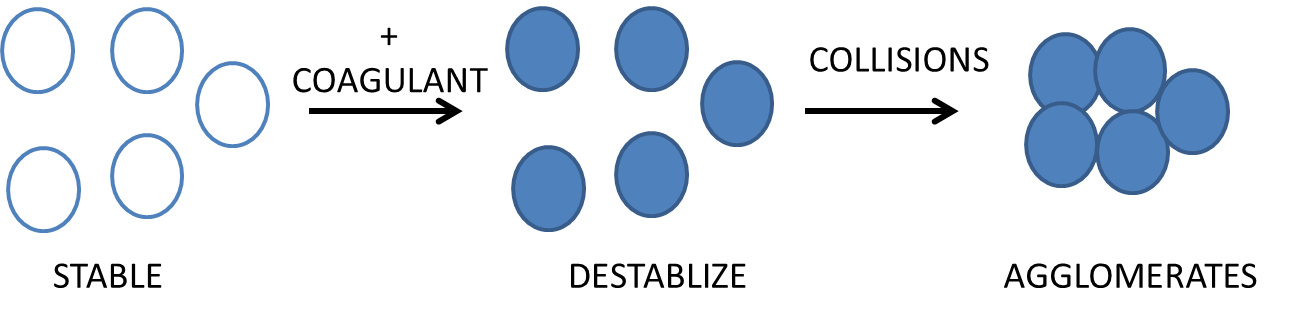 +
COAGULANT
COLLISIONS
STABLE
DESTABLIZE
AGGLOMERATES